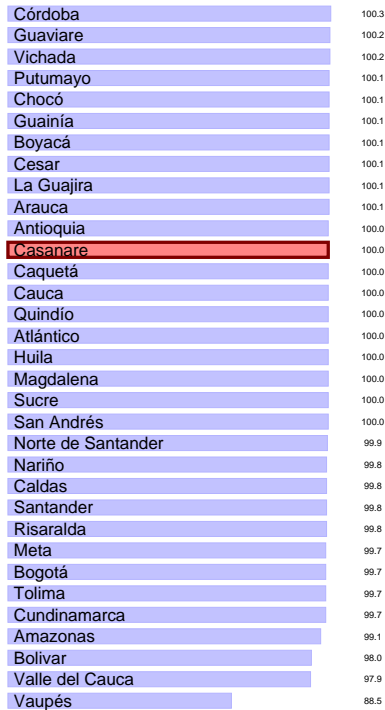 Córdoba 100.3
Guaviare 100.2
Vichada 100.2
Putumayo 100.1
Chocó 100.1
Guainía 100.1
Boyacá 100.1
Cesar 100.1
La Guajira 100.1
Arauca 100.1
Antioquia 100.0
Casanare 100.0
Caquetá 100.0
Cauca 100.0
Quindío 100.0
Atlántico 100.0
Huila 100.0
Magdalena 100.0
Sucre 100.0
San Andrés 100.0
Norte de Santander 99.9
Nariño 99.8
Caldas 99.8
Santander 99.8
Risaralda 99.8
Meta 99.7
Bogotá 99.7
Tolima 99.7
Cundinamarca 99.7
Amazonas 99.1
Bolivar 98.0
Valle del Cauca 97.9
Vaupés 88.5